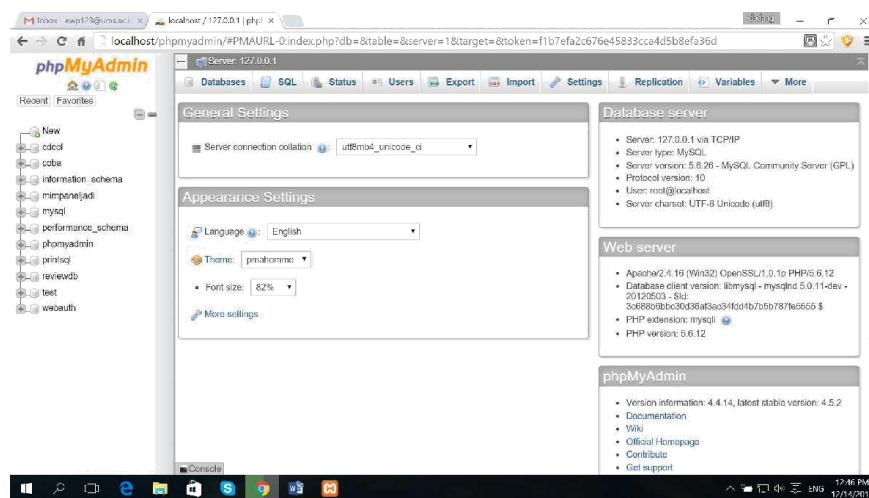 Inbox - ewp123@ums.ac.i
localhost / 127.0.0.1 | phpl
localhost/phpmyadmin/#PMAURL-0:index.php?db=&table=&server=1&target=&token=f1b7efa2c676e45833cca4d5b8efa36d
phpMyAdmin
Recent Favorites
New
cdcol
coba
information_schema
mimpaneljadi
mysql
performance_schema
phpmyadmin
printsql
reviewdb
test
webauth
Server: 127.0.0.1
Databases SQL Status Users Export Import Settings Replication Variables More
General Settings
Server connection collation : utf8mb4_unicode_ci
Appearance Settings
Language : English
Theme: pmahomme
Font size: 82%
More settings
Console
Database server
Server: 127.0.0.1 via TCP/IP
Server type: MySQL
Server version: 5.6.26 - MySQL Community Server (GPL)
Protocol version: 10
User: root@localhost
Server charset: UTF-8 Unicode (utf8)
Web server
Apache/2.4.16 (Win32) OpenSSL/1.0.1p PHP/5.6.12
Database client version: libmysql - mysqlnd 5.0.11-dev -
20120503 - $Id:
3c688b6bbc30d36af3ac34fdd4b7b5b787fe5555 $
PHP extension: mysqli
PHP version: 5.6.12
phpMyAdmin
Version information: 4.4.14, latest stable version: 4.5.2
Documentation
Wiki
Official Homepage
Contribute
Get support
ENG
12:46 PM
12/14/201